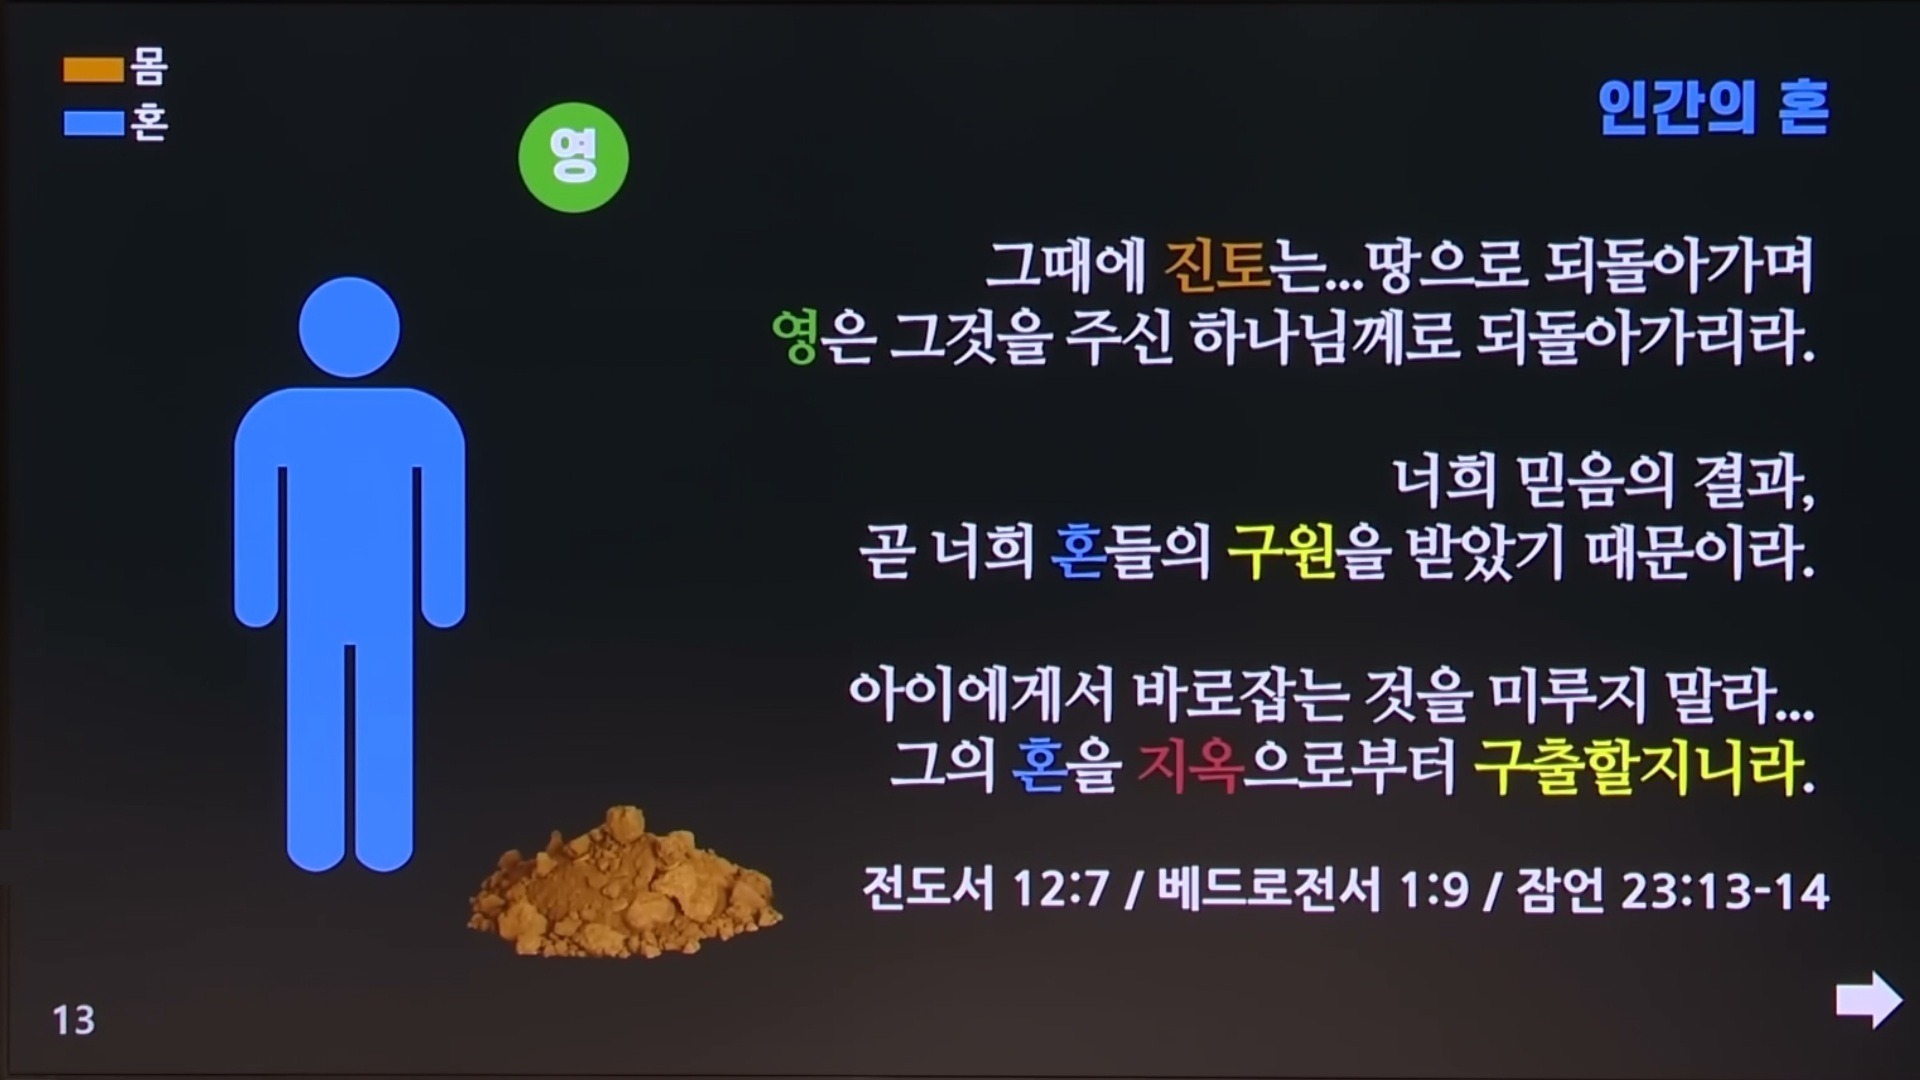 몸
혼
영
인간의 혼
그때에 진토는...땅으로 되돌아가며
영은 그것을 주신 하나님께로 되돌아가리라.
너희 믿음의 결과,
곧 너희 혼들의 구원을 받았기 때문이라.
아이에게서 바로잡는 것을 미루지 말라...
그의 혼을 지옥으로부터 구출할지니라.
전도서 12:7 / 베드로전서 1:9 / 잠언 23:13-14
13